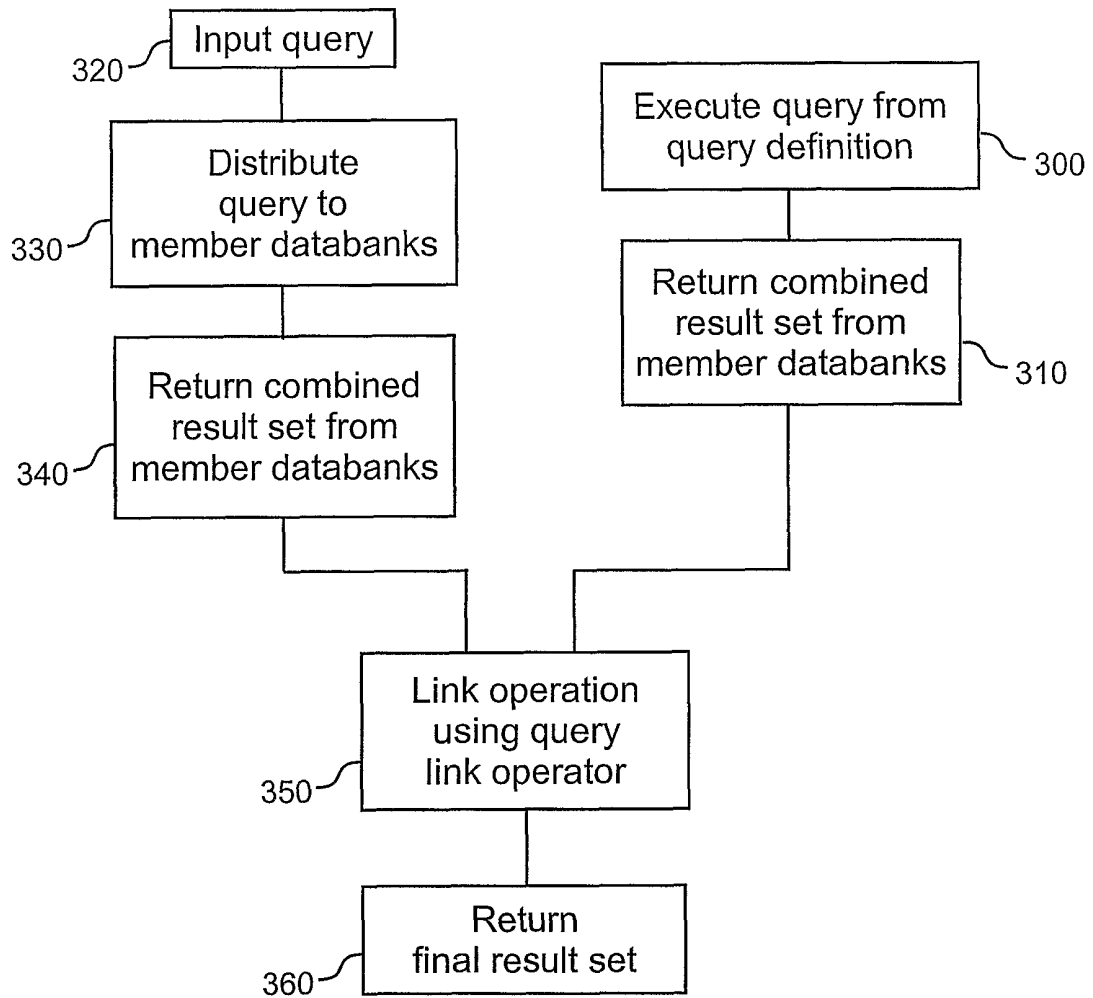 Input query
320
Distribute
query to
member databanks
330
Return combined
result set from
member databanks
340
Execute query from
query definition
300
Return combined
result set from
member databanks
310
Link operation
using query
link operator
350
Return
final result set
360